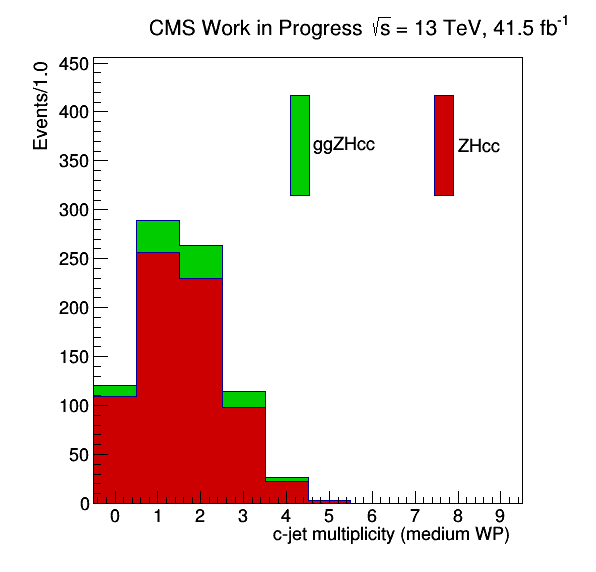 CMS Work in Progress √s = 13 TeV, 41.5 fb⁻¹
Events/1.0
450
400
350
300
250
200
150
100
50
0
ggZHcc
ZHcc
0 1 2 3 4 5 6 7 8 9
c-jet multiplicity (medium WP)